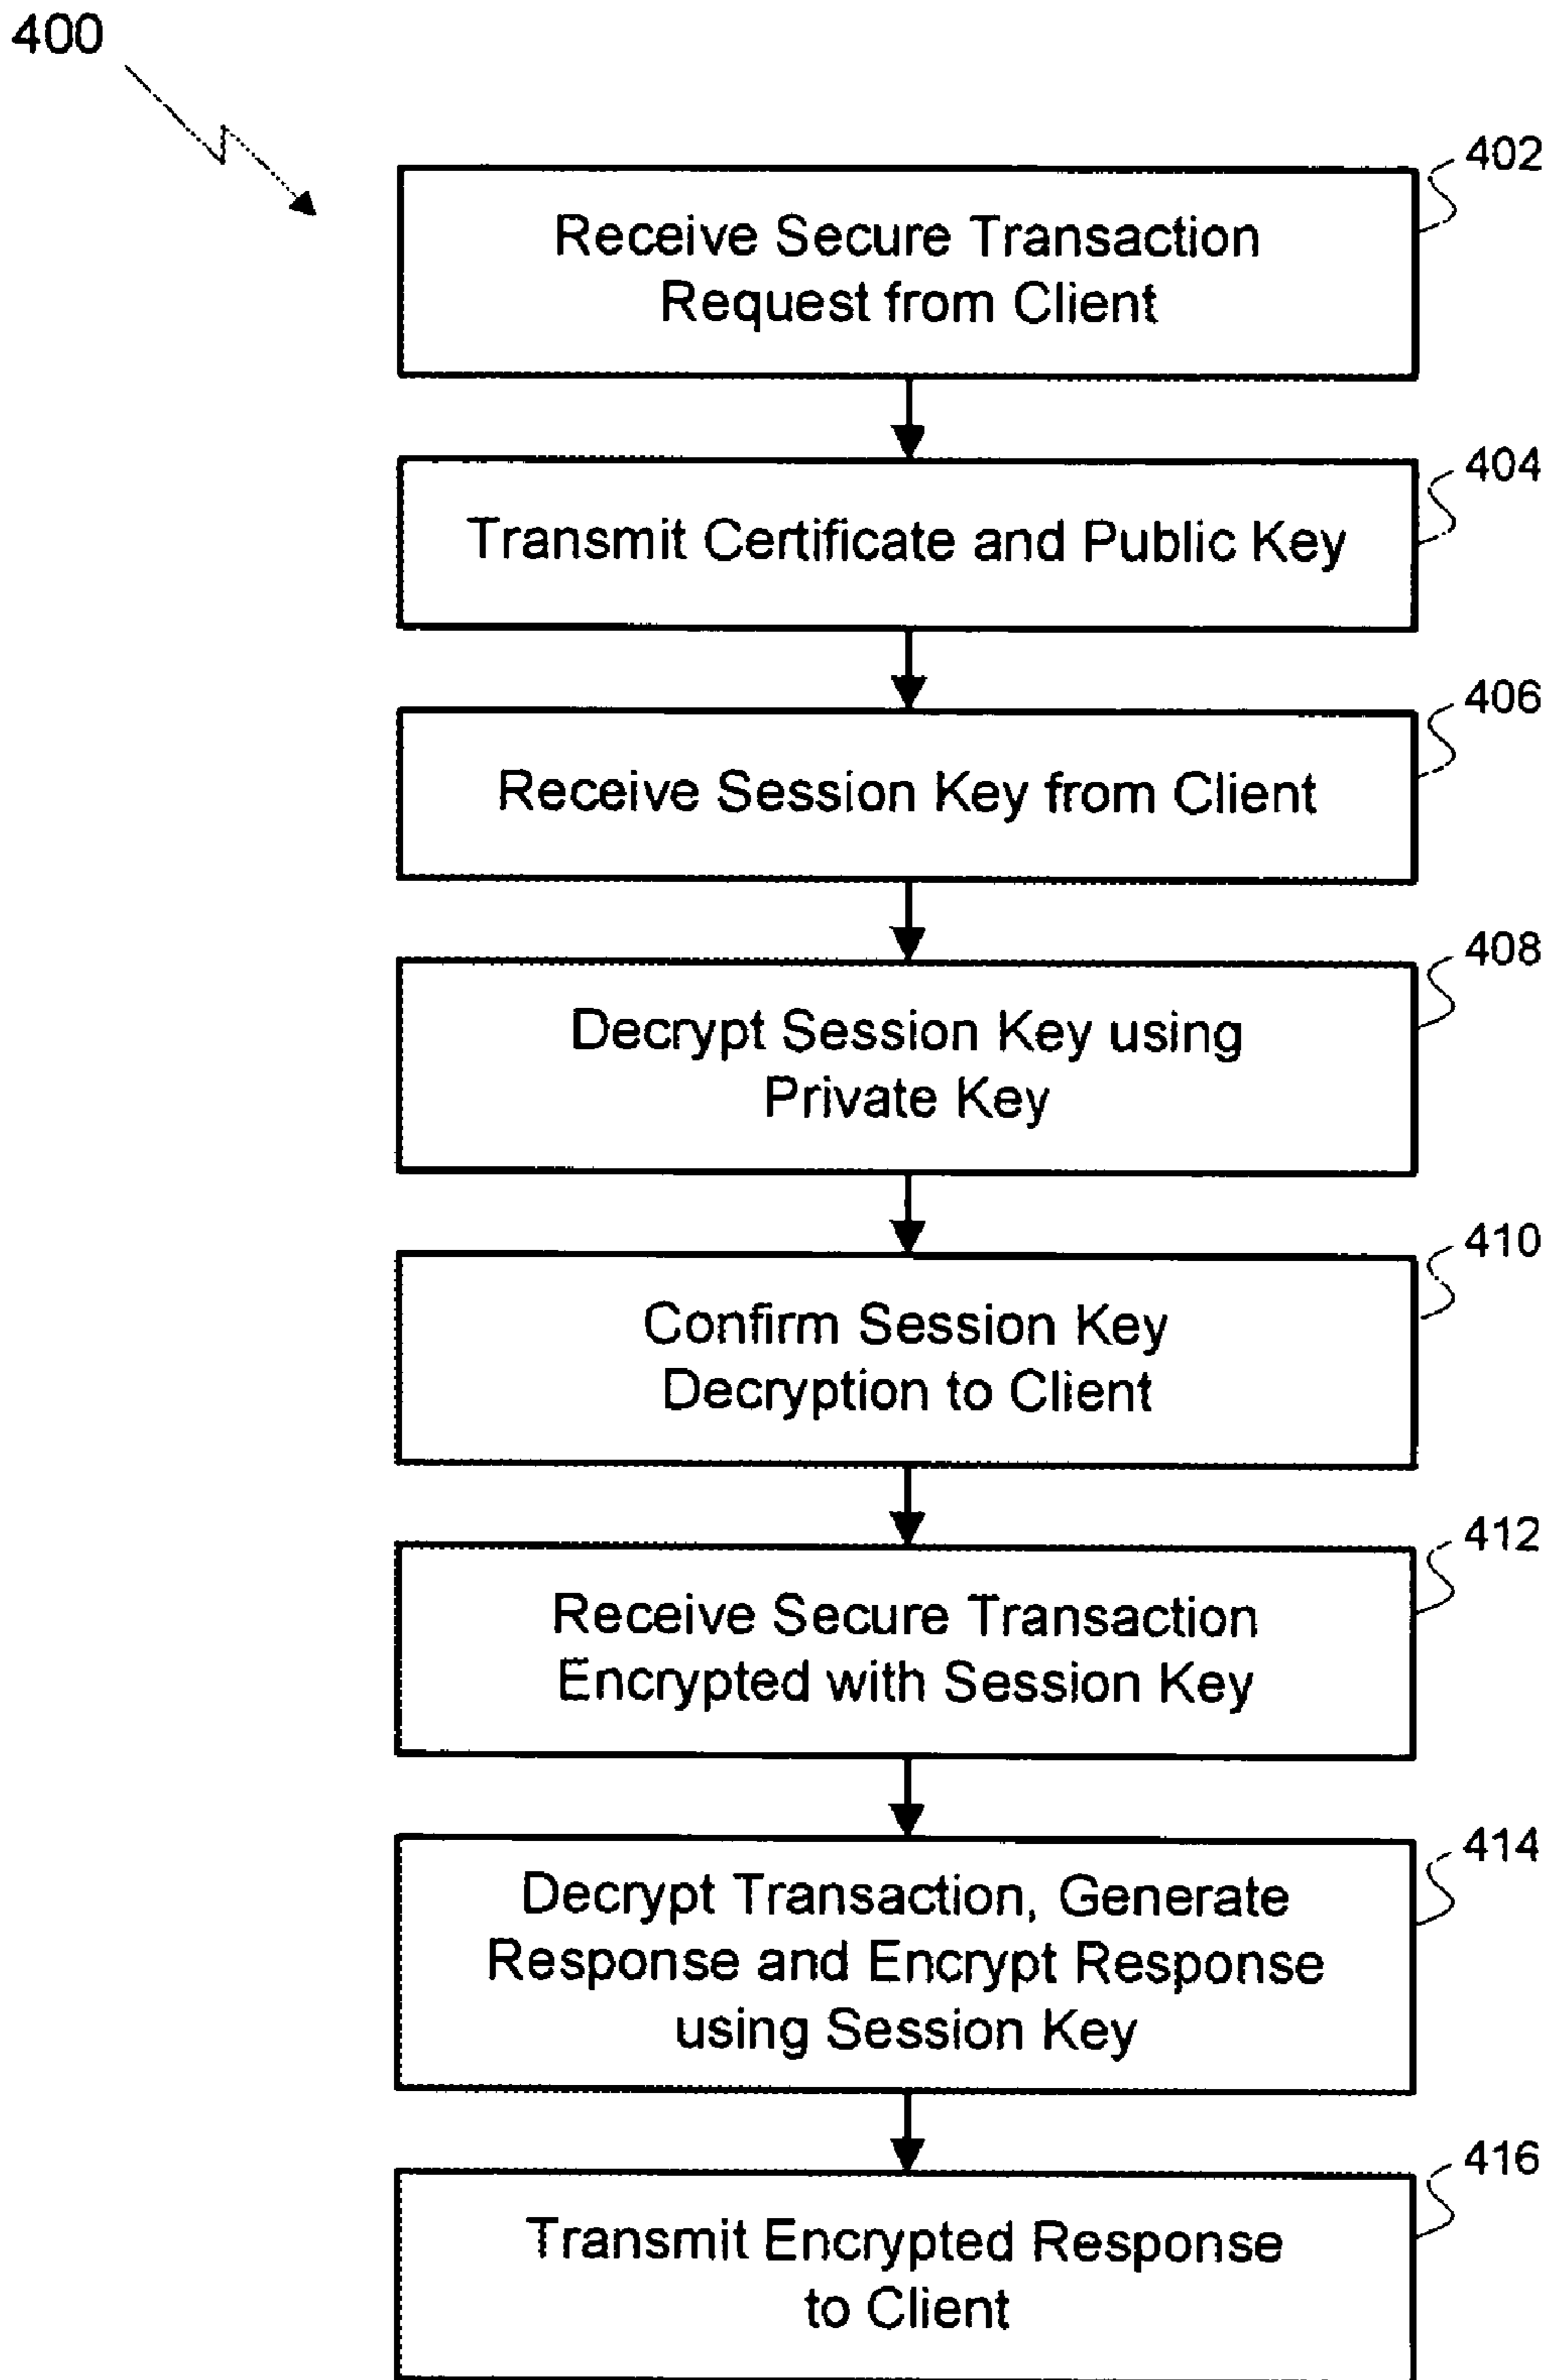 400
402
Receive Secure Transaction
Request from Client
404
Transmit Certificate and Public Key
406
Receive Session Key from Client
408
Decrypt Session Key using
Private Key
410
Confirm Session Key
Decryption to Client
412
Receive Secure Transaction
Encrypted with Session Key
414
Decrypt Transaction, Generate
Response and Encrypt Response
using Session Key
416
Transmit Encrypted Response
to Client